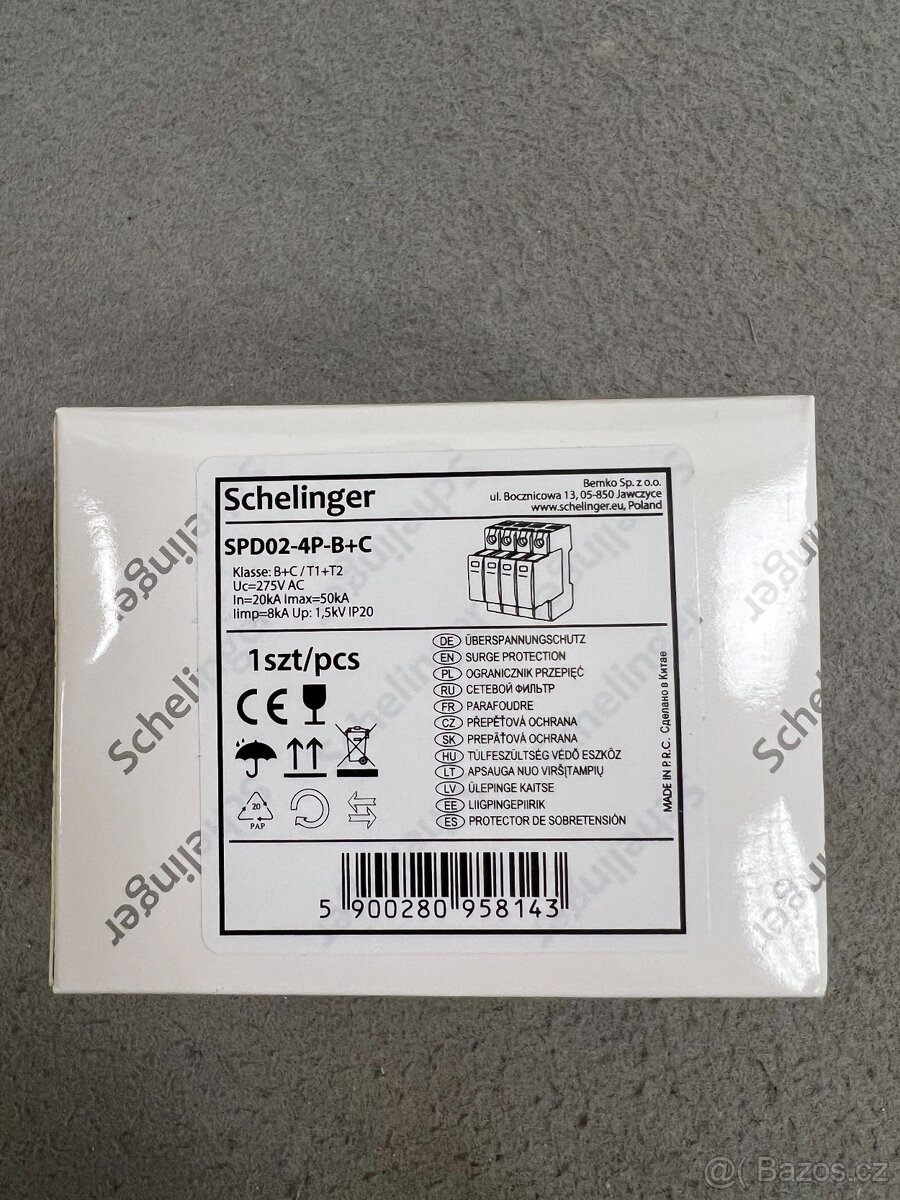 Schelinger
Bemko Sp. z o.o.
ul. Bocznicowa 13, 05-850 Jawczyce
www.schelinger.eu, Poland
SPD02-4P-B+C
Klasse: B+C / T1+T2
Uc=275V AC
In=20kA Imax=50kA
Iimp=8kA Up: 1,5kV IP20
1szt/pcs
CE
20
PAP
DE ÜBERSPANNUNGSCHUTZ
EN SURGE PROTECTION
PL OGRANICZNIK PRZEPIĘĆ
RU СЕТЕВОЙ ФИЛЬТР
FR PARAFOUDRE
CZ PŘEPĚŤOVÁ OCHRANA
SK PREPÄŤOVÁ OCHRANA
HU TÚLFESZÜLTSÉG VÉDŐ ESZKÖZ
LT APSAUGA NUO VIRŠĮTAMPIŲ
LV ÜLEPINGE KAITSE
EE LIIGPINGEPIIRIK
ES PROTECTOR DE SOBRETENSIÓN
MADE IN P.R.C. Сделано в Китае
5 900280 958143
Schelinger
Schelinger
Schelinger
Schelinger
Schelinger
@ Bazos.cz